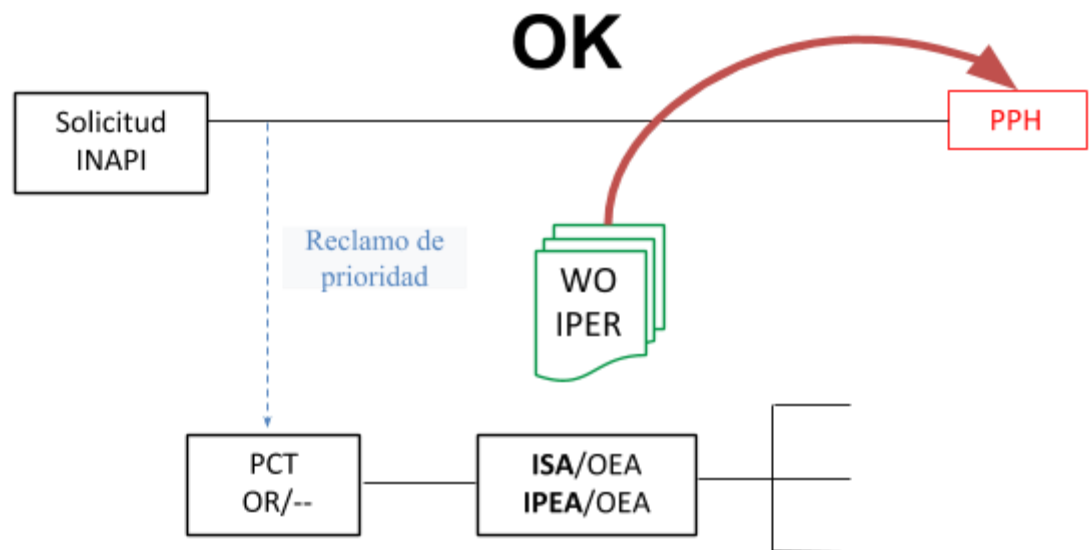 OK
Solicitud
INAPI
PPH
Reclamo de
prioridad
WO
IPER
PCT
OR/--
ISA/OEA
IPEA/OEA